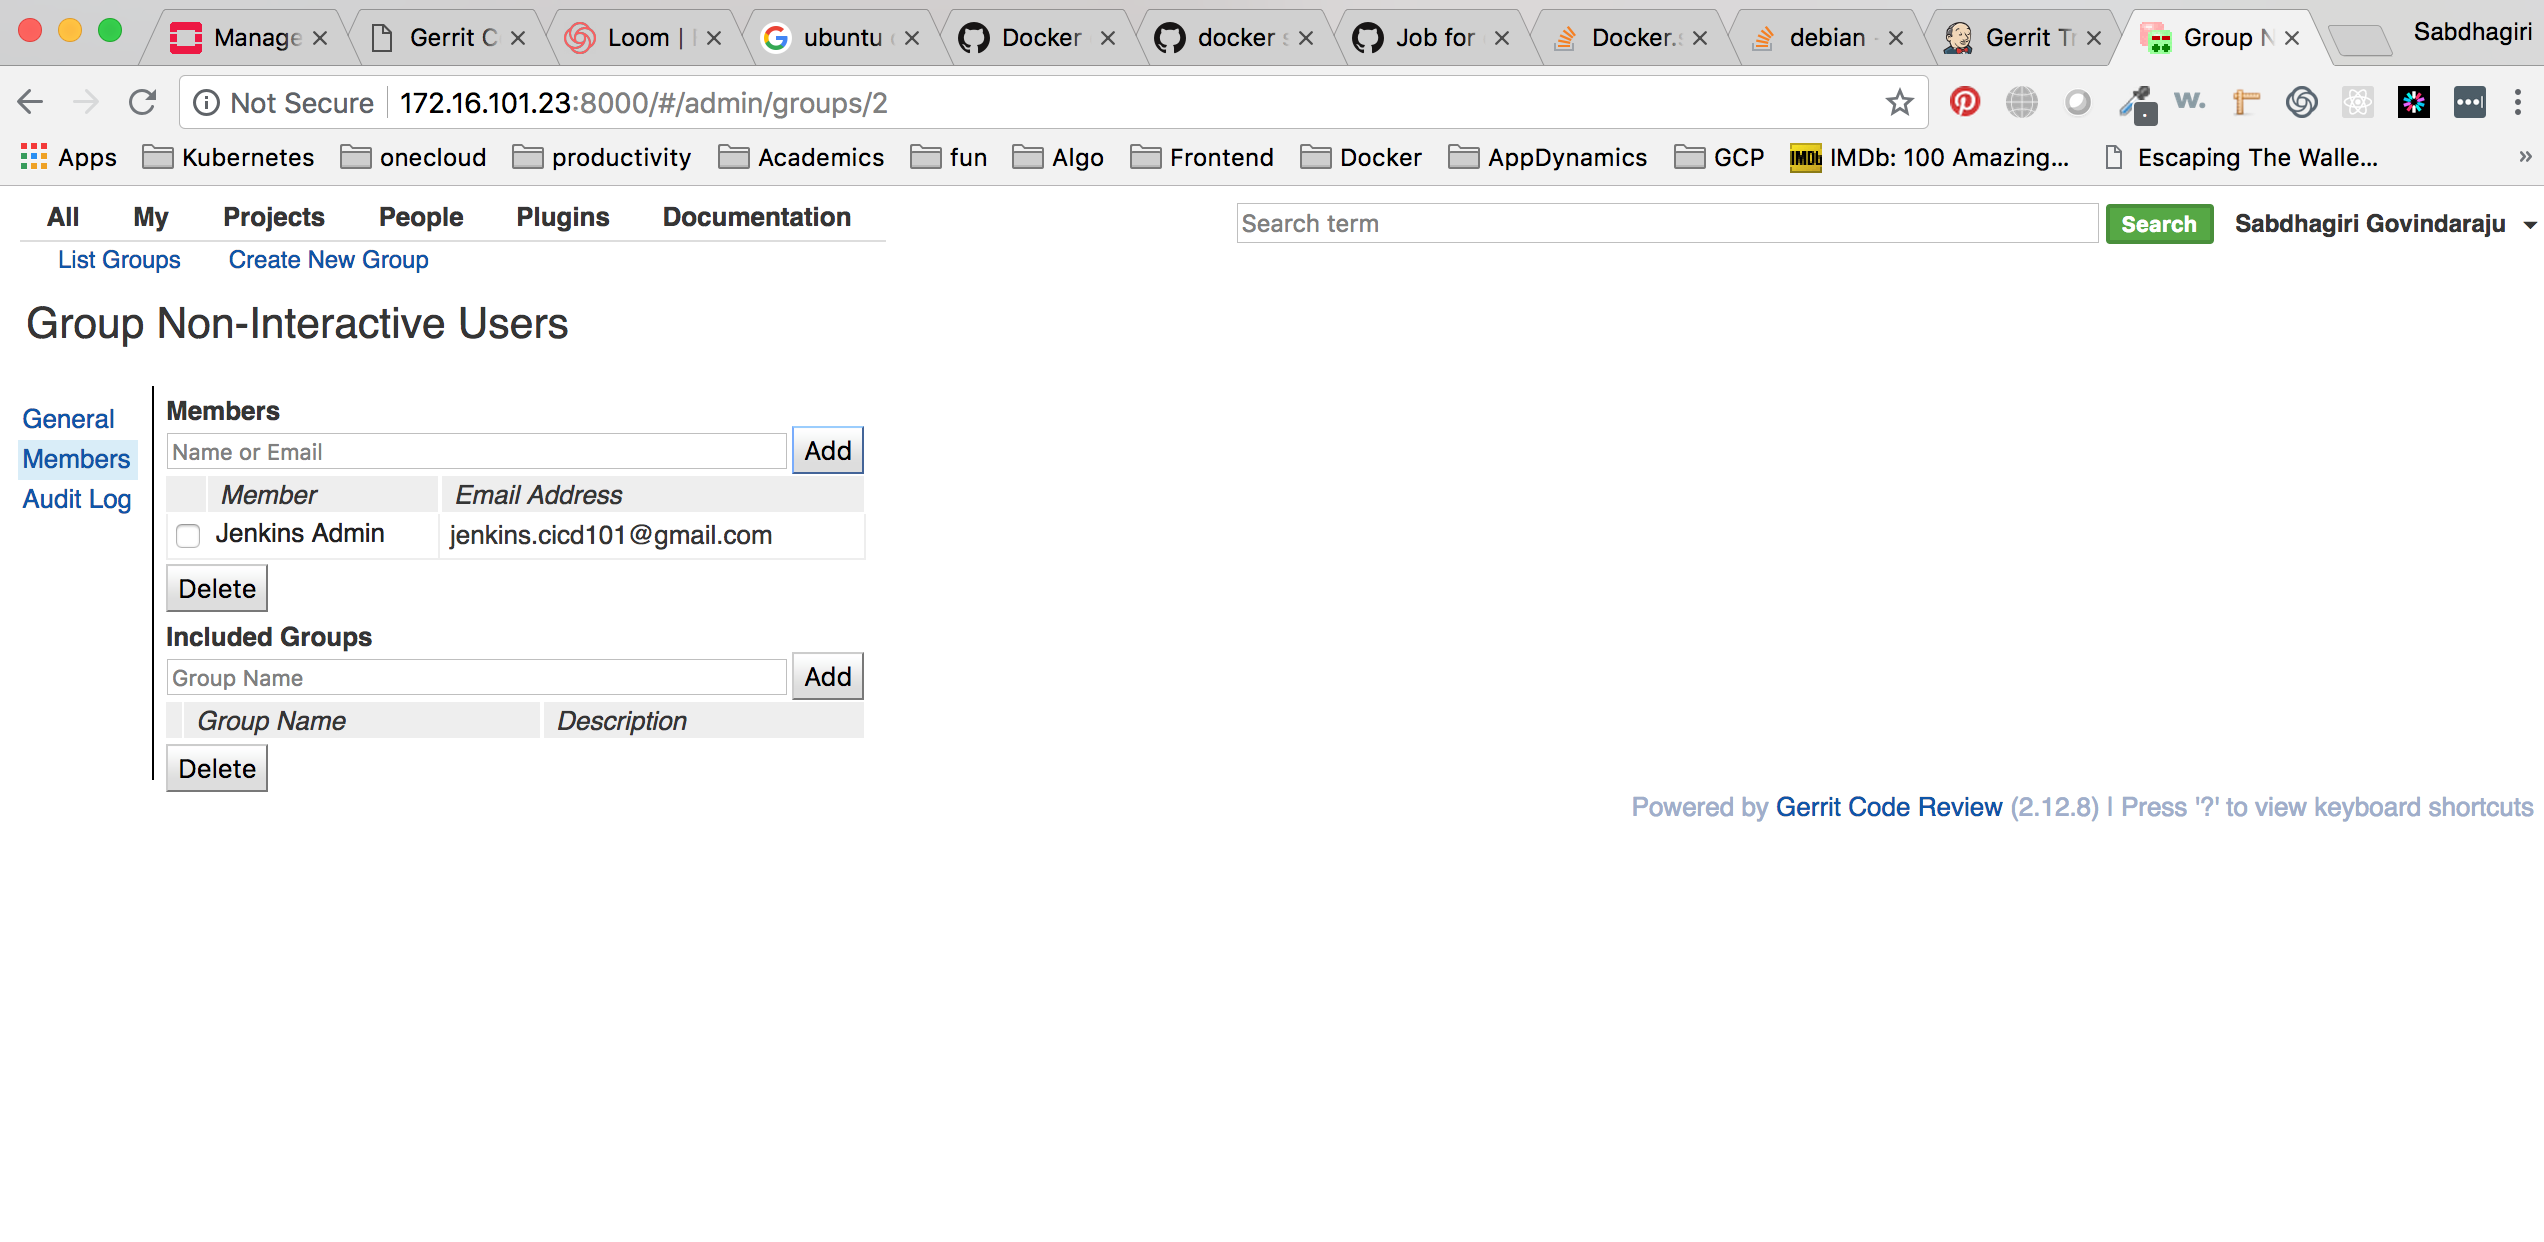 Manage Gerrit C Loom | ubuntu Docker docker s Job for Docker.s debian - Gerrit Tr Group N Sabdhagiri
Not Secure 172.16.101.23:8000/#/admin/groups/2 w.
Apps Kubernetes onecloud productivity Academics fun Algo Frontend Docker AppDynamics GCP IMDb IMDb: 100 Amazing... Escaping The Walle... »
All My Projects People Plugins Documentation Search term Search Sabdhagiri Govindaraju
List Groups Create New Group
Group Non-Interactive Users
General
Members
Audit Log
Members
Name or Email Add
Member Email Address
Jenkins Admin jenkins.cicd101@gmail.com
Delete
Included Groups
Group Name Add
Group Name Description
Delete
Powered by Gerrit Code Review (2.12.8) | Press '?' to view keyboard shortcuts